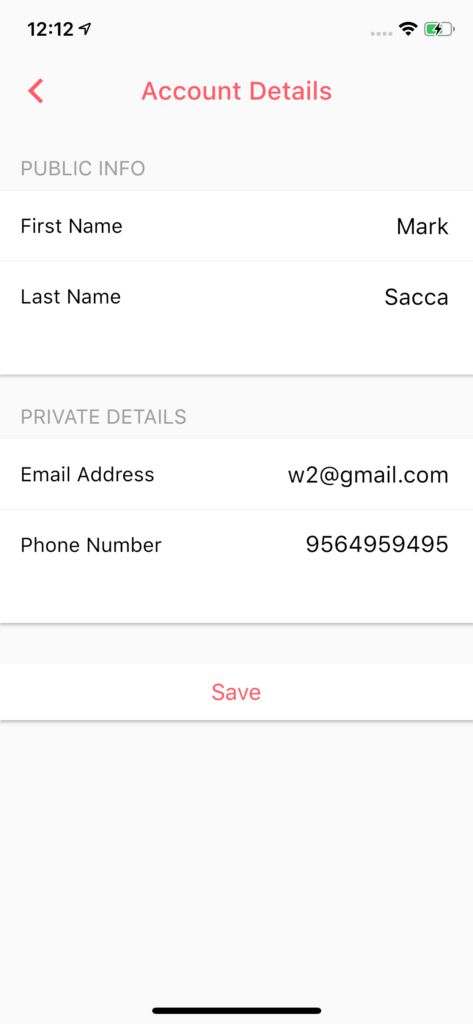 12:12
Account Details
PUBLIC INFO
First Name Mark
Last Name Sacca
PRIVATE DETAILS
Email Address w2@gmail.com
Phone Number 9564959495
Save